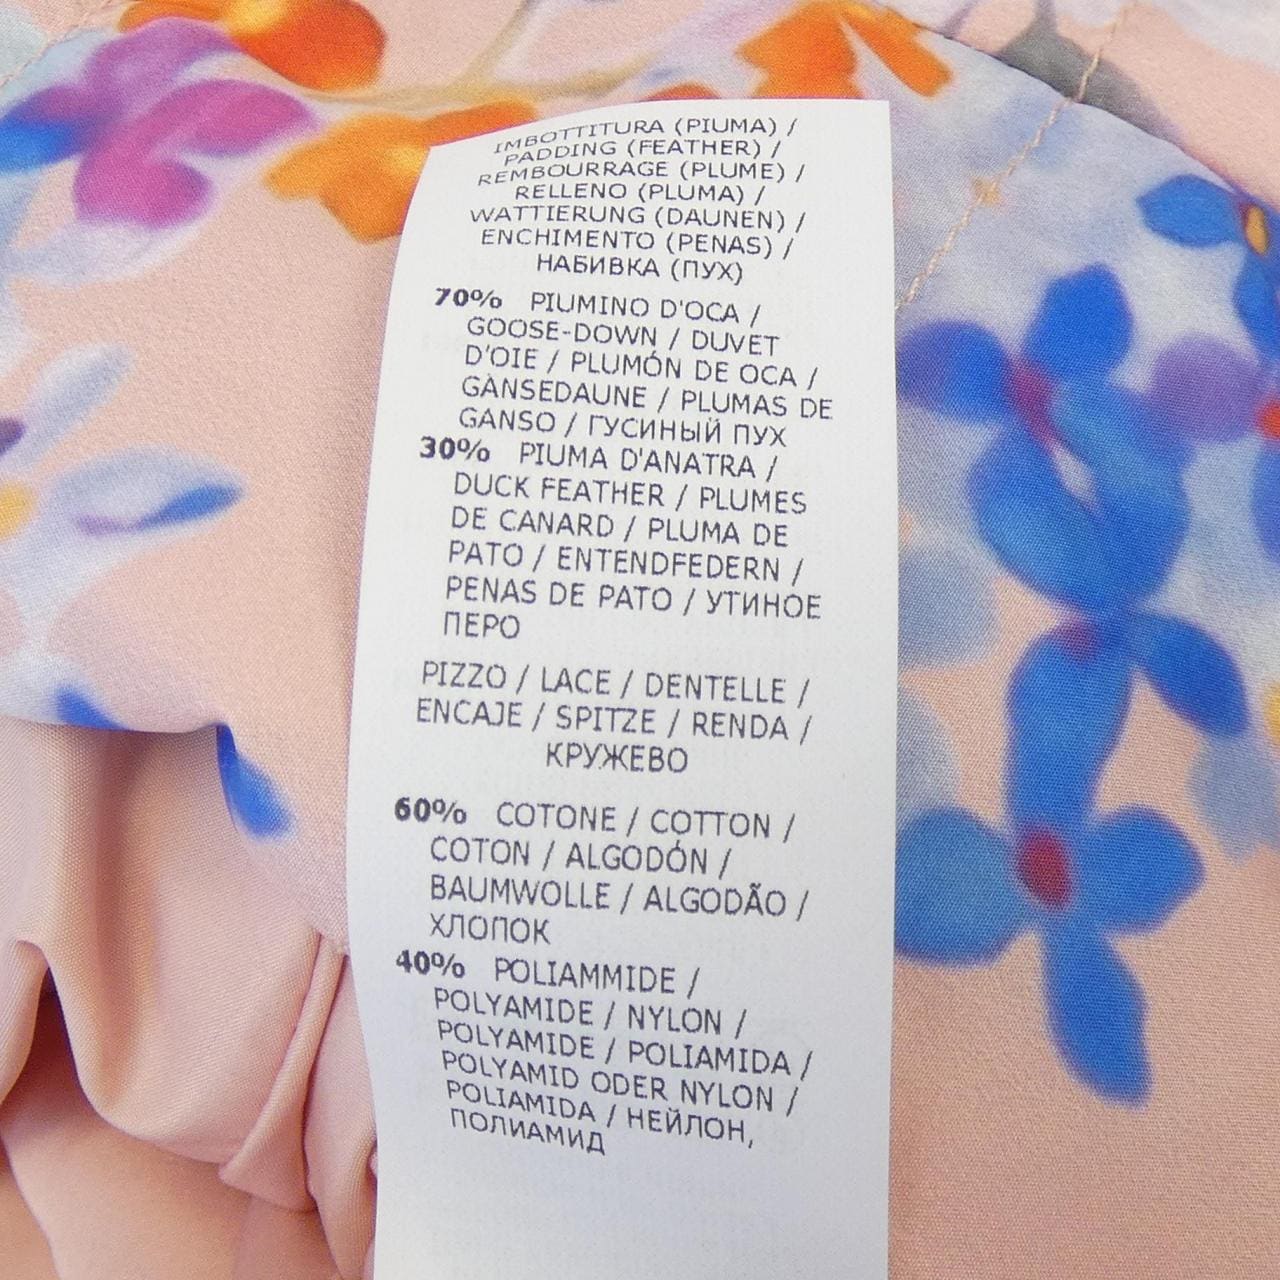 IMBOTTITURA (PIUMA) /
PADDING (FEATHER) /
REMBOURRAGE (PLUME) /
RELLENO (PLUMA) /
WATTIERUNG (DAUNEN) /
ENCHIMENTO (PENAS) /
НАБИВКА (ПУХ)
70% PIUMINO D'OCA /
GOOSE-DOWN / DUVET
D'OIE / PLUMÓN DE OCA /
GÄNSEDAUNE / PLUMAS DE
GANSO / ГУСИНЫЙ ПУХ
30% PIUMA D'ANATRA /
DUCK FEATHER / PLUMES
DE CANARD / PLUMA DE
PATO / ENTENDFEDERN /
PENAS DE PATO / УТИНОЕ
ПЕРО
PIZZO / LACE / DENTELLE /
ENCAJE / SPITZE / RENDA /
КРУЖЕВО
60% COTONE / COTTON /
COTON / ALGODÓN /
BAUMWOLLE / ALGODÃO /
ХЛОПОК
40% POLIAMMIDE /
POLYAMIDE / NYLON /
POLYAMIDE / POLIAMIDA /
POLYAMID ODER NYLON /
POLIAMIDA / НЕЙЛОН,
ПОЛИАМИД